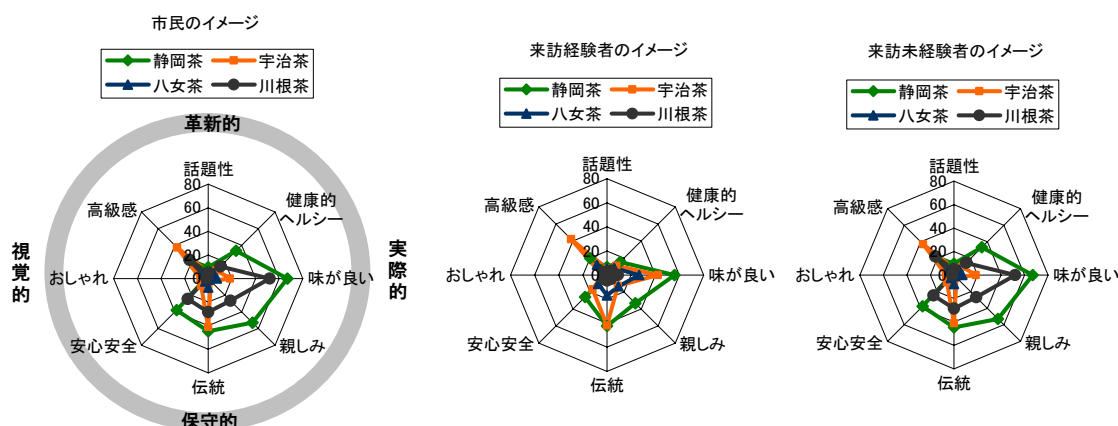 市民のイメージ
静岡茶 宇治茶
八女茶 川根茶
革新的
視覚的
実際的
保守的
話題性
健康的
ヘルシー
味が良い
親しみ
伝統
安心安全
おしゃれ
高級感
80
60
40
20
0
来訪経験者のイメージ
静岡茶 宇治茶
八女茶 川根茶
話題性
健康的
ヘルシー
味が良い
親しみ
伝統
安心安全
おしゃれ
高級感
80
60
40
20
0
来訪未経験者のイメージ
静岡茶 宇治茶
八女茶 川根茶
話題性
健康的
ヘルシー
味が良い
親しみ
伝統
安心安全
おしゃれ
高級感
80
60
40
20
0